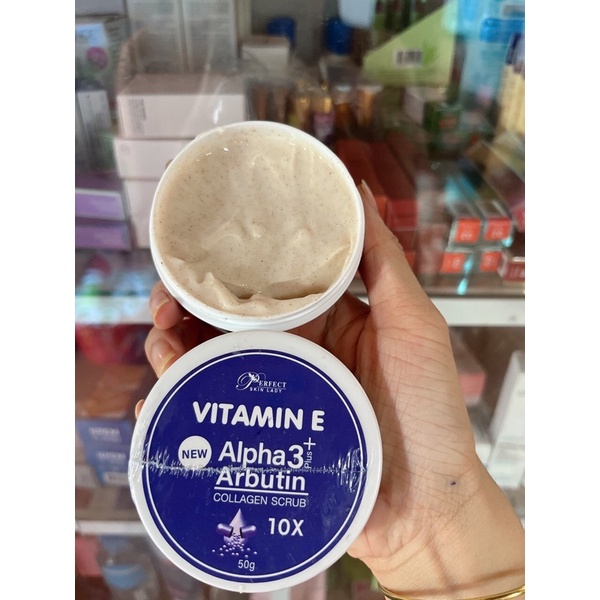 PERFECT
SKIN LADY
VITAMIN E
NEW
Alpha3+
Plus
Arbutin
COLLAGEN SCRUB
10X
50g